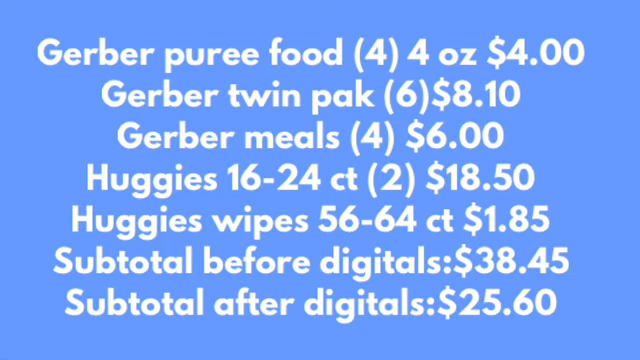 Gerber puree food (4) 4 oz $4.00
Gerber twin pak (6)$8.10
Gerber meals (4) $6.00
Huggies 16-24 ct (2) $18.50
Huggies wipes 56-64 ct $1.85
Subtotal before digitals:$38.45
Subtotal after digitals:$25.60